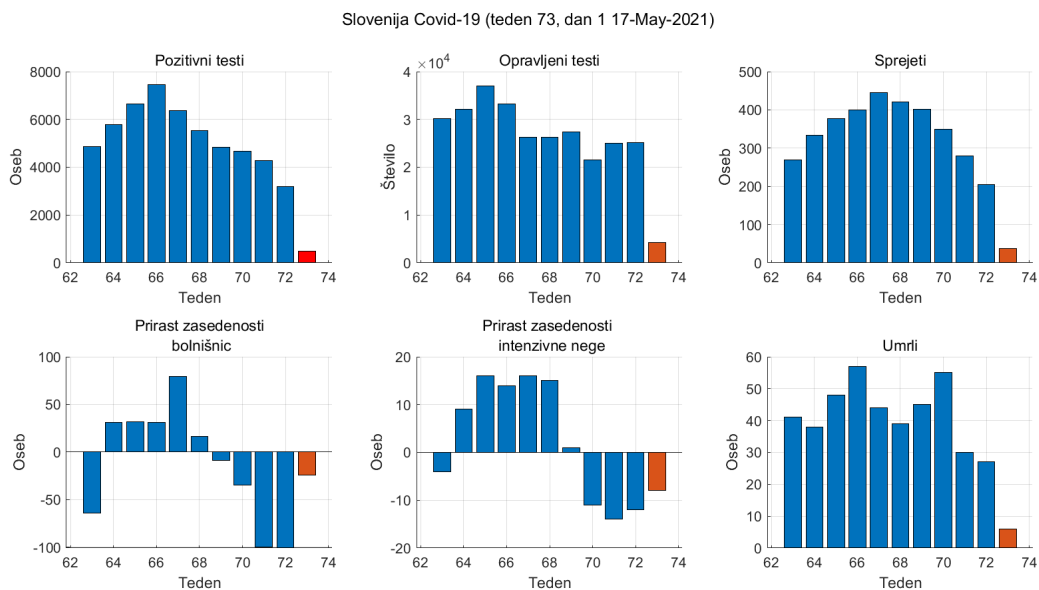 Slovenija Covid-19 (teden 73, dan 1 17-May-2021)
Pozitivni testi
8000
6000
4000
2000
0
Oseb
62 64 66 68 70 72 74
Teden
Opravljeni testi
×10⁴
4
3
2
1
0
Število
62 64 66 68 70 72 74
Teden
Sprejeti
500
400
300
200
100
0
Oseb
62 64 66 68 70 72 74
Teden
Prirast zasedenosti
bolnišnic
100
50
0
-50
-100
Oseb
62 64 66 68 70 72 74
Teden
Prirast zasedenosti
intenzivne nege
20
10
0
-10
-20
Oseb
62 64 66 68 70 72 74
Teden
Umrli
60
50
40
30
20
10
0
Oseb
62 64 66 68 70 72 74
Teden